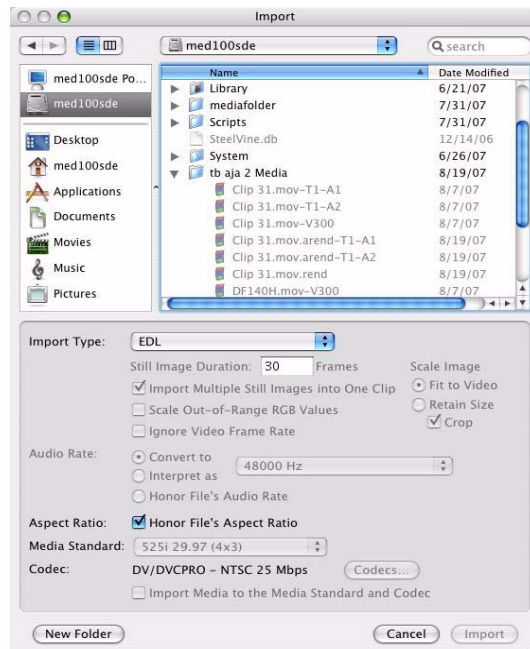 Import
med100sde
search
med100sde Po...
med100sde
Desktop
med100sde
Applications
Documents
Movies
Music
Pictures
Name Date Modified
Library 6/21/07
mediafolder 7/31/07
Scripts 7/31/07
SteelVine.db 12/14/06
System 6/26/07
tb aja 2 Media 8/19/07
Clip 31.mov-T1-A1 8/7/07
Clip 31.mov-T1-A2 8/7/07
Clip 31.mov-V300 8/7/07
Clip 31.mov.arend-T1-A1 8/19/07
Clip 31.mov.arend-T1-A2 8/19/07
Clip 31.mov.rend 8/19/07
DF140H.mov-V300 8/7/07
Import Type: EDL
Still Image Duration: 30 Frames
Import Multiple Still Images into One Clip
Scale Out-of-Range RGB Values
Ignore Video Frame Rate
Scale Image
Fit to Video
Retain Size
Crop
Audio Rate: Convert to
Interpret as
48000 Hz
Honor File's Audio Rate
Aspect Ratio: Honor File's Aspect Ratio
Media Standard: 525i 29.97 (4x3)
Codec: DV/DVCPRO - NTSC 25 Mbps Codecs...
Import Media to the Media Standard and Codec
New Folder Cancel Import